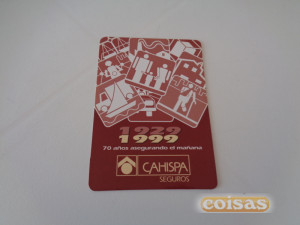 1929
1999
70 años asegurando el mañana
CAHISPA
SEGUROS
coisas